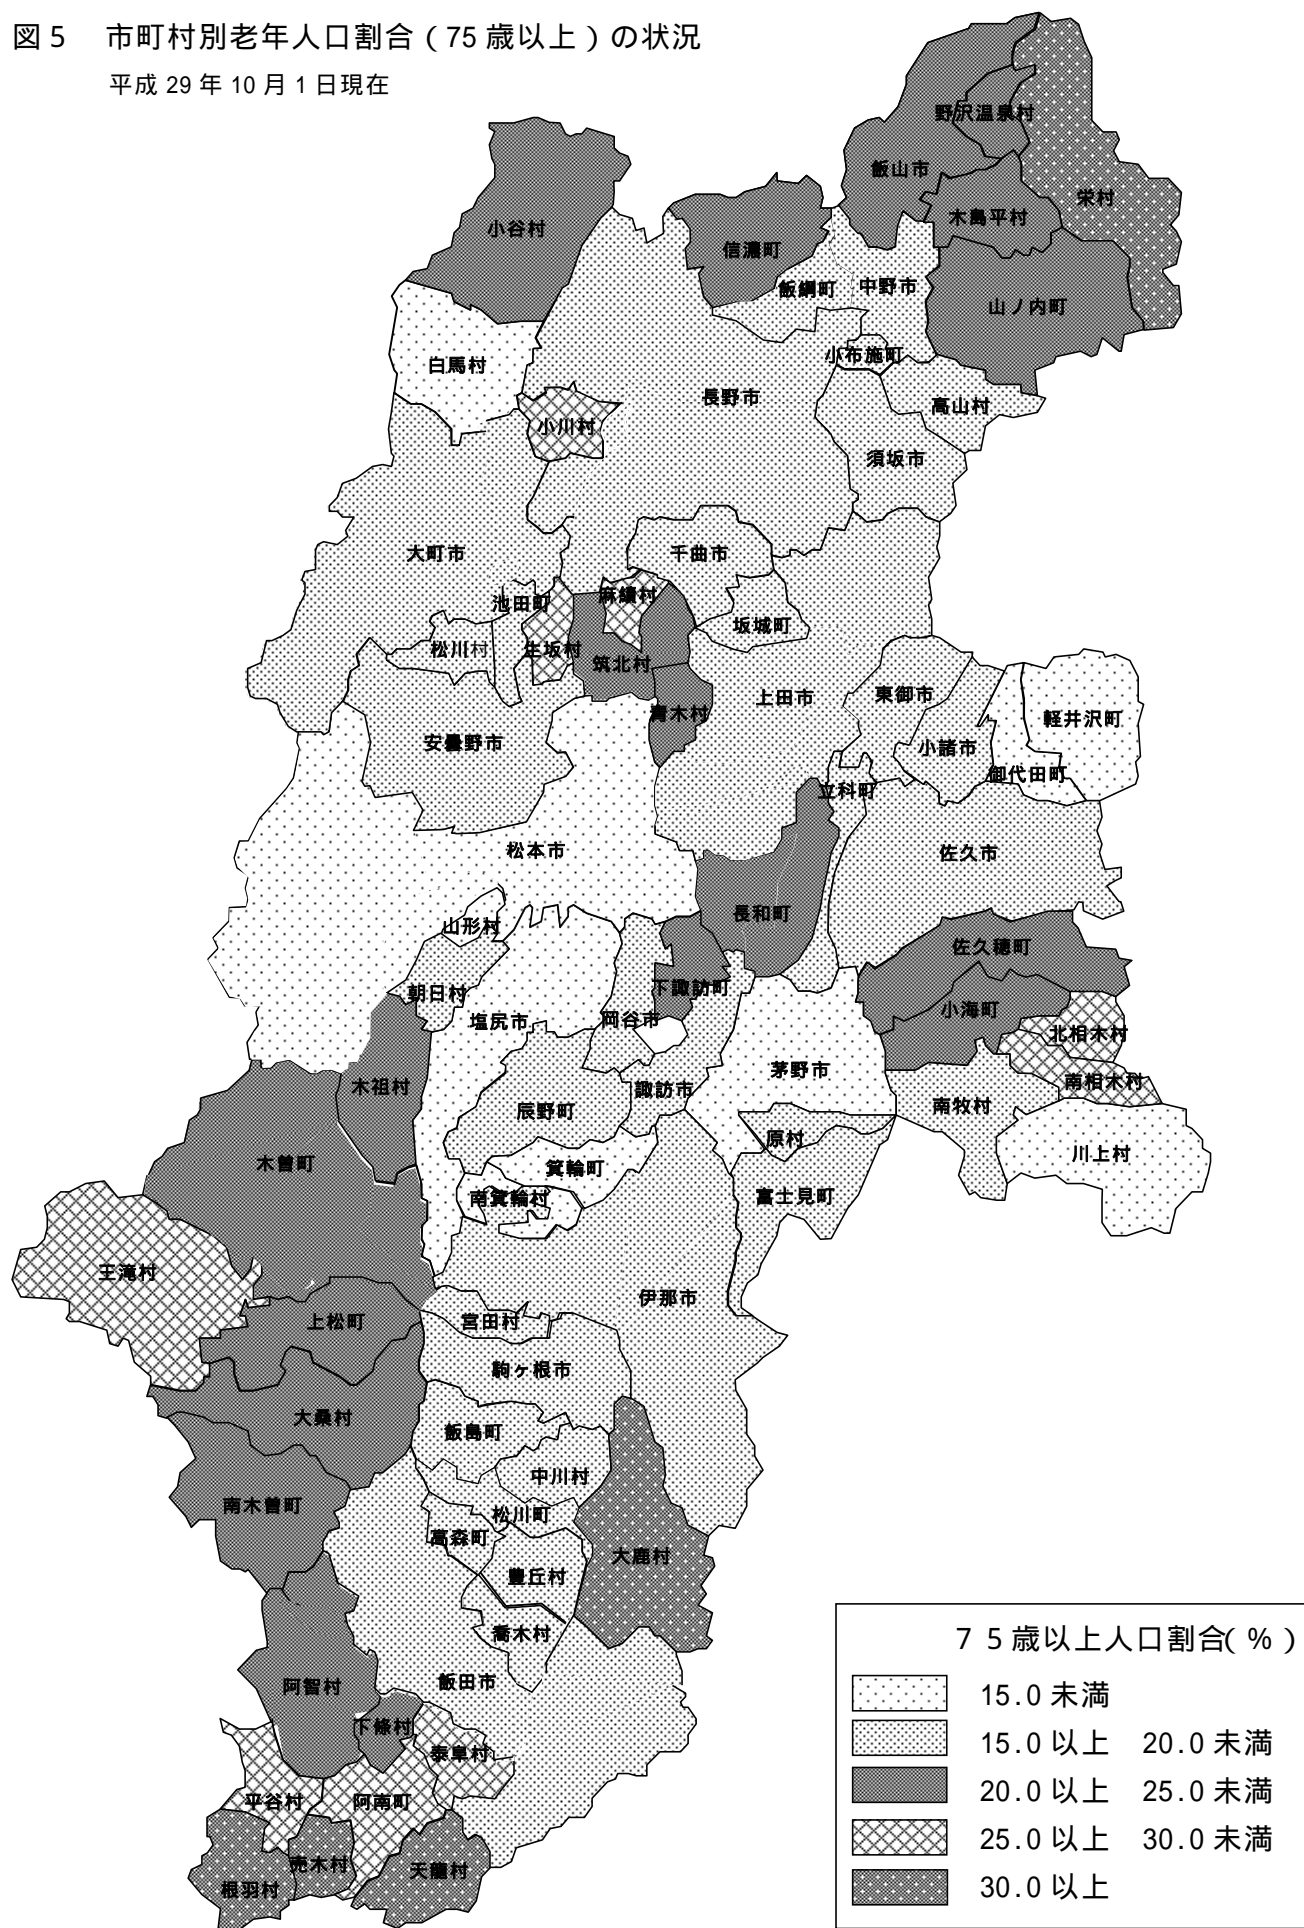 図5 市町村別老年人口割合(75歳以上)の状況
平成29年10月1日現在
野沢温泉村
飯山市
栄村
木島平村
小谷村
信濃町
飯綱町
中野市
山ノ内町
白馬村
小布施町
長野市
高山村
小川村
須坂市
大町市
千曲市
池田町
麻績村
坂城町
松川村
生坂村
筑北村
上田市
東御市
青木村
軽井沢町
安曇野市
小諸市
御代田町
立科町
松本市
佐久市
長和町
山形村
佐久穂町
朝日村
下諏訪町
小海町
塩尻市
岡谷市
北相木村
茅野市
木祖村
諏訪市
南相木村
辰野町
南牧村
原村
川上村
木曽町
箕輪町
南箕輪村
富士見町
王滝村
伊那市
上松町
宮田村
駒ヶ根市
大桑村
飯島町
中川村
南木曽町
松川町
高森町
大鹿村
豊丘村
喬木村
飯田市
阿智村
下條村
泰阜村
平谷村
阿南町
売木村
天龍村
根羽村
75歳以上人口割合(%)
15.0未満
15.0以上 20.0未満
20.0以上 25.0未満
25.0以上 30.0未満
30.0以上